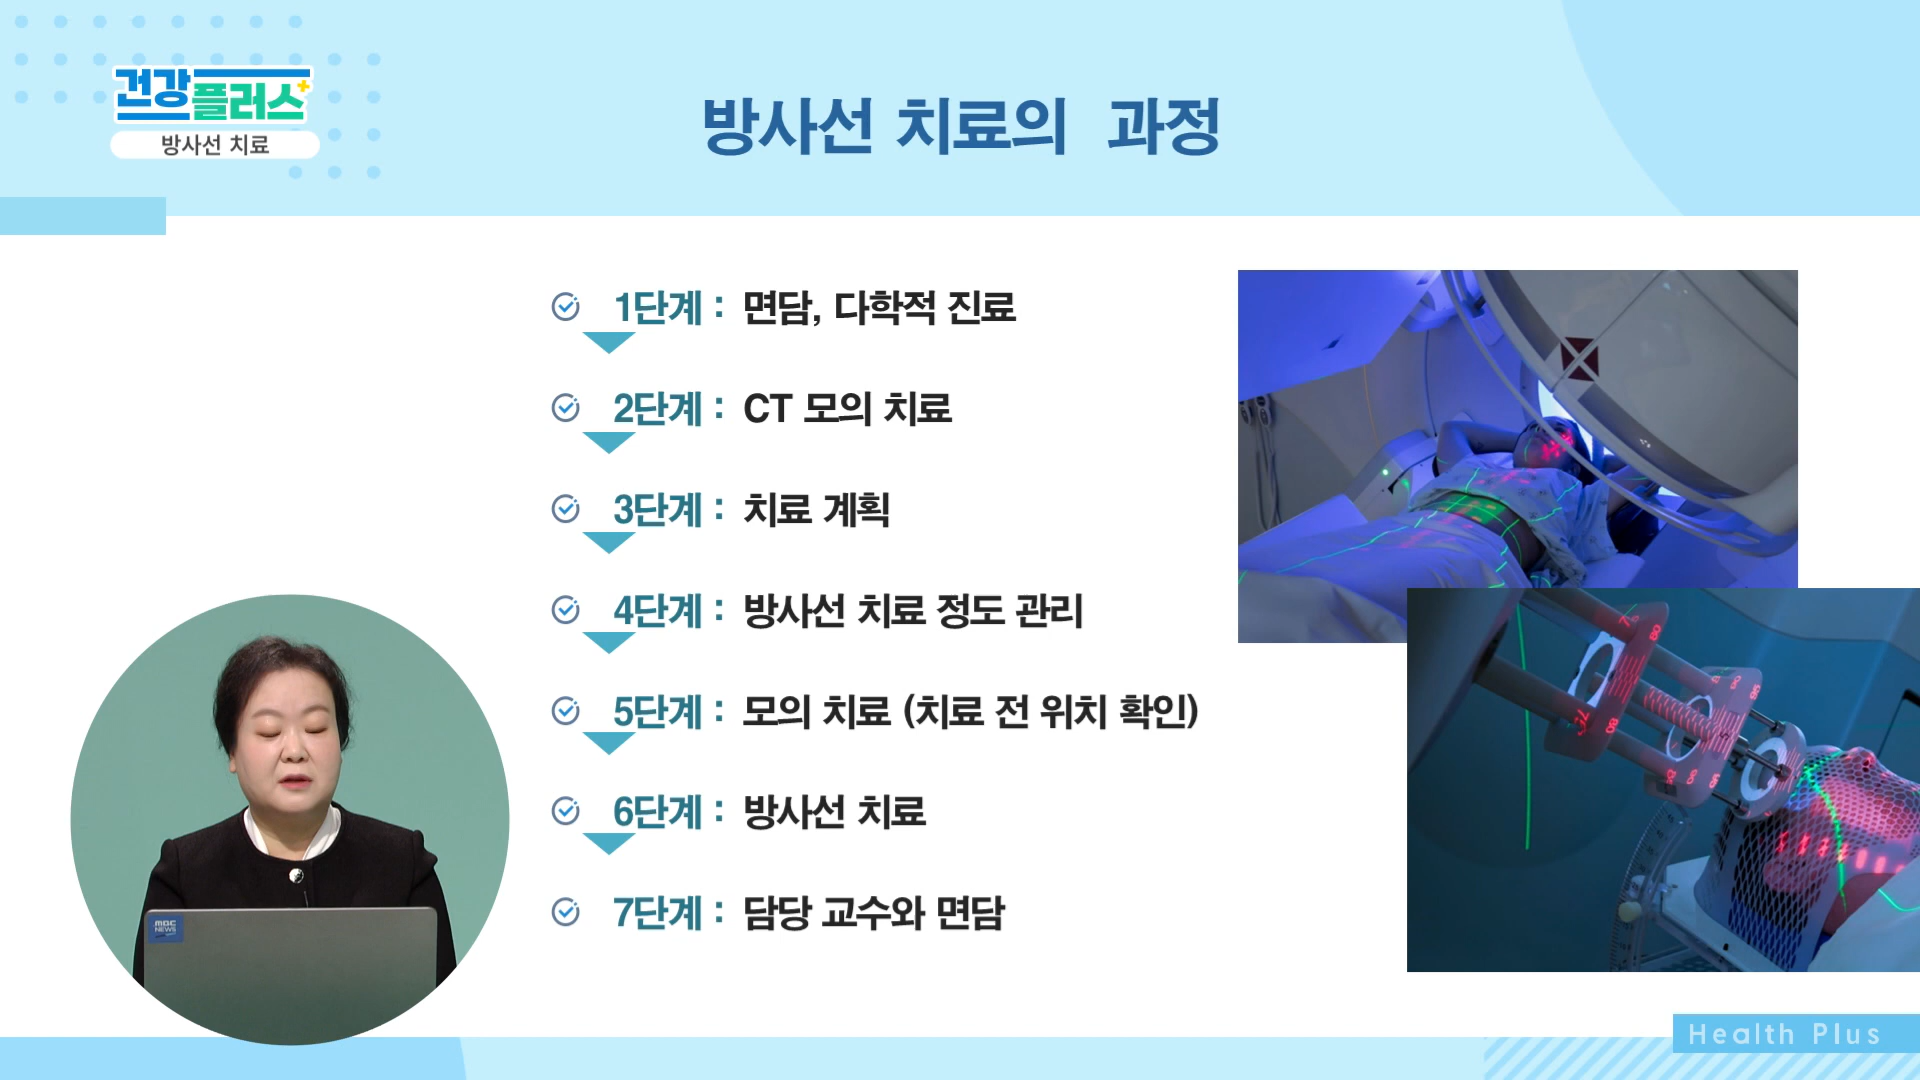 건강플러스+
방사선 치료
방사선 치료의 과정
1단계 : 면담, 다학적 진료
2단계 : CT 모의 치료
3단계 : 치료 계획
4단계 : 방사선 치료 정도 관리
5단계 : 모의 치료 (치료 전 위치 확인)
6단계 : 방사선 치료
7단계 : 담당 교수와 면담
MBC
NEWS
Health Plus